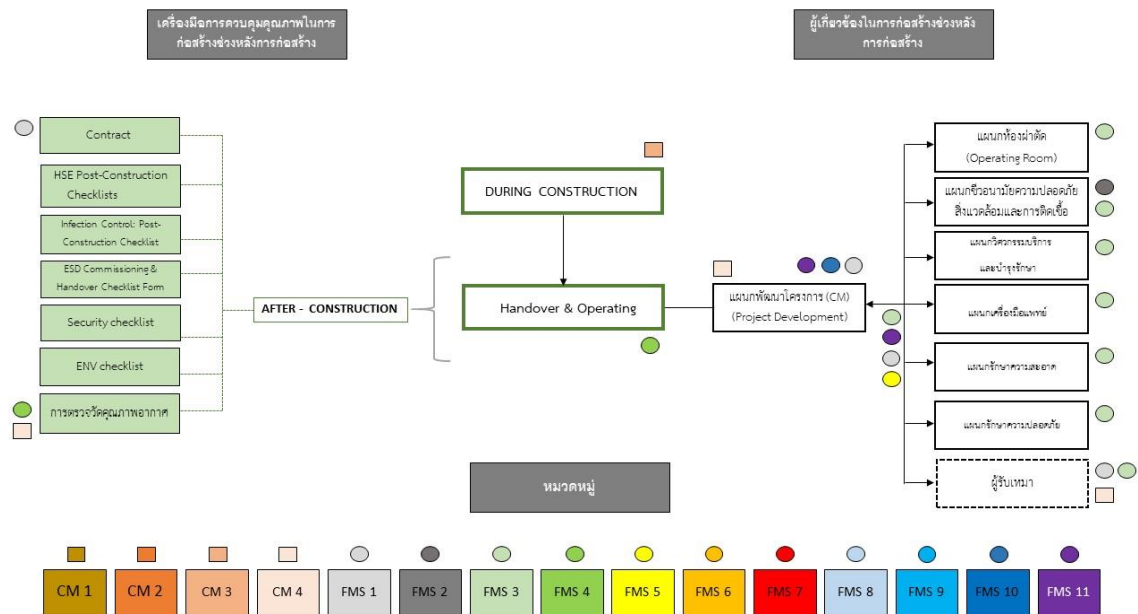 เครื่องมือการควบคุมคุณภาพในการ
ก่อสร้างช่วงหลังการก่อสร้าง
ผู้เกี่ยวข้องในการก่อสร้างช่วงหลัง
การก่อสร้าง
Contract
HSE Post-Construction
Checklists
Infection Control: Post-
Construction Checklist
ESD Commissioning &
Handover Checklist Form
Security checklist
ENV checklist
การตรวจวัดคุณภาพอากาศ
AFTER - CONSTRUCTION
DURING CONSTRUCTION
Handover & Operating
แผนกพัฒนาโครงการ (CM)
(Project Development)
แผนกห้องผ่าตัด
(Operating Room)
แผนกชีวอนามัยความปลอดภัย
สิ่งแวดล้อมและการติดเชื้อ
แผนกวิศวกรรมบริการ
และบำรุงรักษา
แผนกเครื่องมือแพทย์
แผนกรักษาความสะอาด
แผนกรักษาความปลอดภัย
ผู้รับเหมา
หมวดหมู่
CM 1
CM 2
CM 3
CM 4
FMS 1
FMS 2
FMS 3
FMS 4
FMS 5
FMS 6
FMS 7
FMS 8
FMS 9
FMS 10
FMS 11